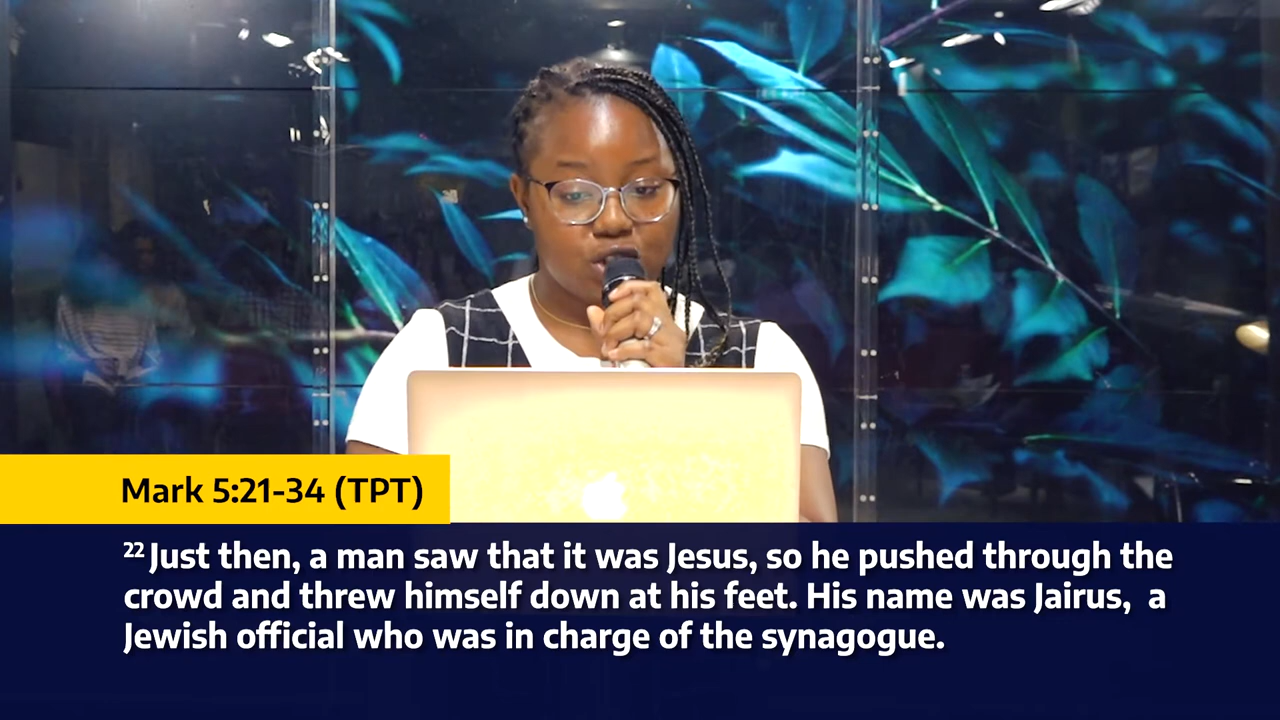 Mark 5:21-34 (TPT)
22 Just then, a man saw that it was Jesus, so he pushed through the
crowd and threw himself down at his feet. His name was Jairus,  a
Jewish official who was in charge of the synagogue.